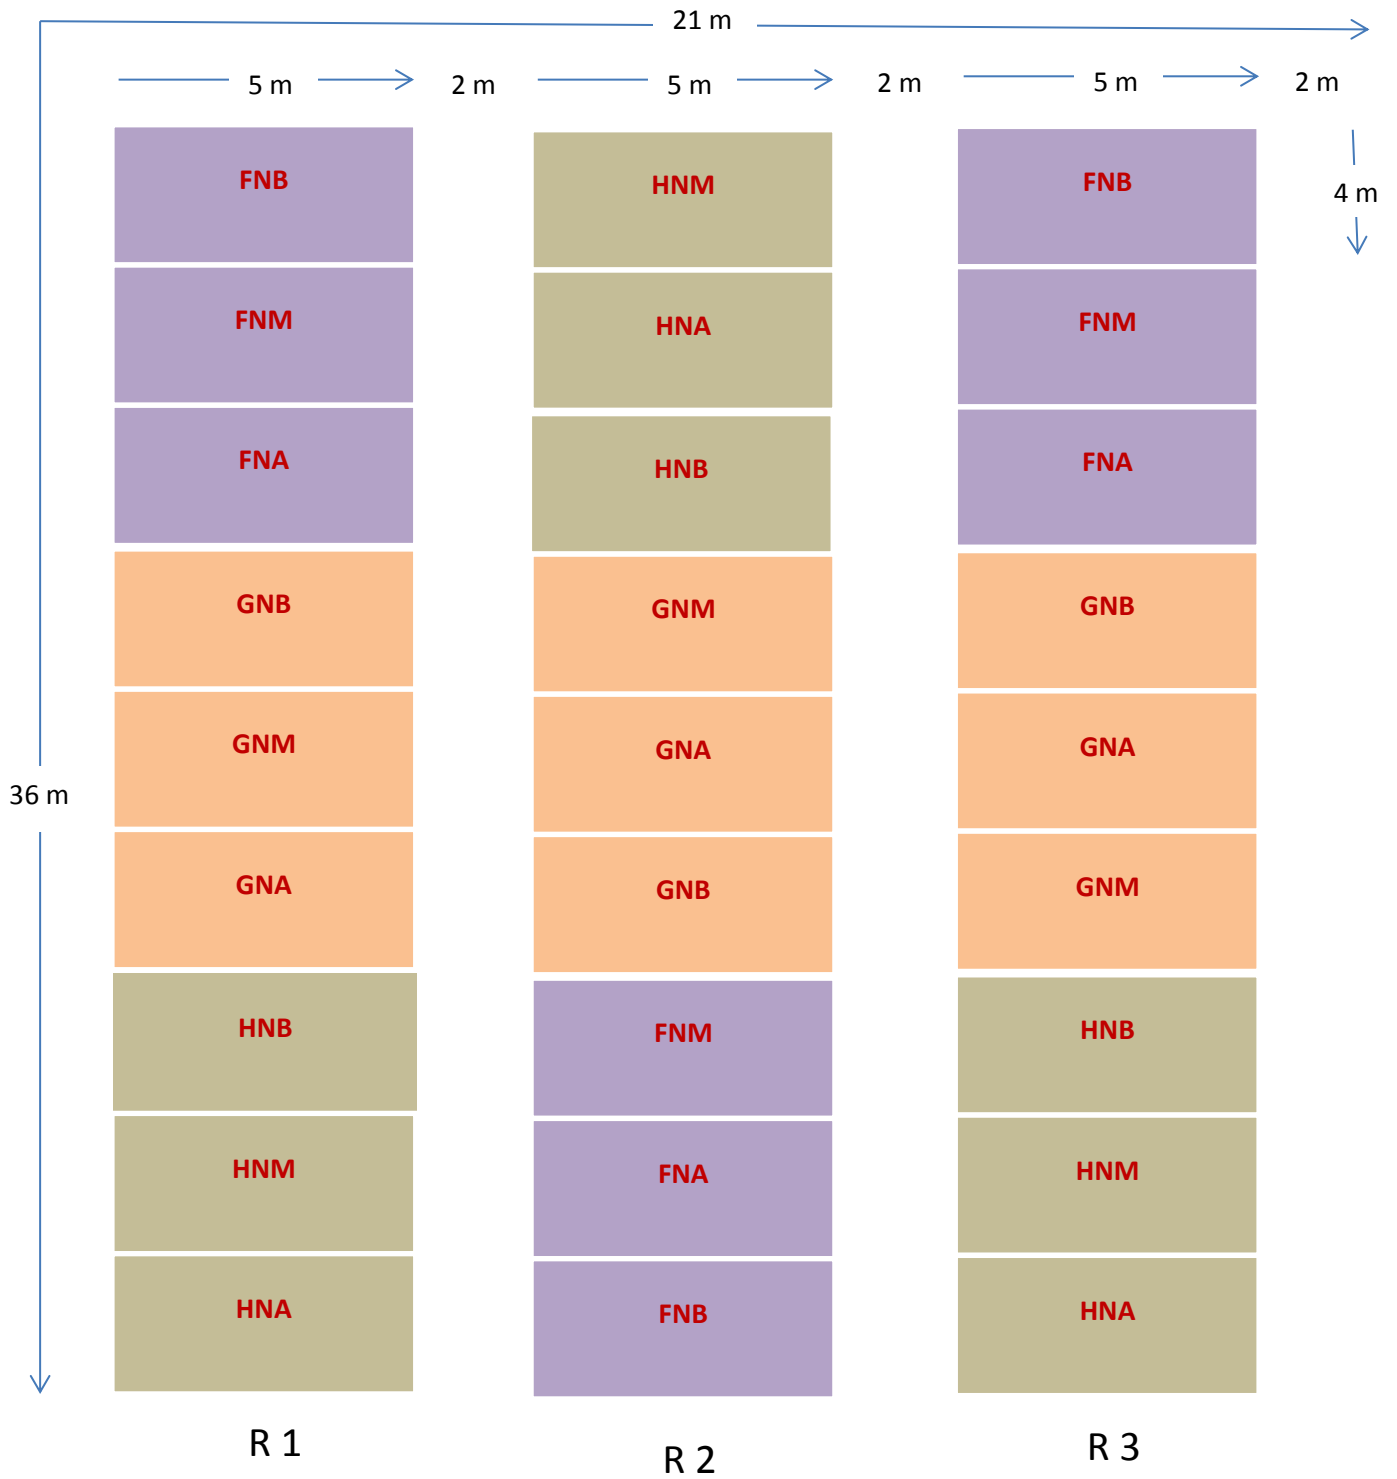 21 m
5 m 2 m 5 m 2 m 5 m 2 m
4 m
FNB HNM FNB
FNM HNA FNM
FNA HNB FNA
GNB GNM GNB
GNM GNA GNA
36 m
GNA GNB GNM
HNB FNM HNB
HNM FNA HNM
HNA FNB HNA
R 1 R 2 R 3